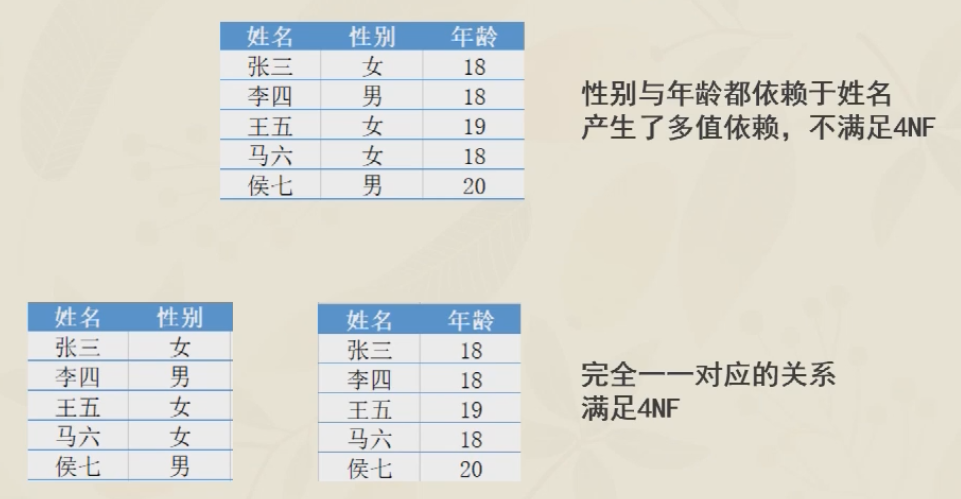 姓名 性别 年龄
张三 女 18
李四 男 18
王五 女 19
马六 女 18
侯七 男 20
性别与年龄都依赖于姓名
产生了多值依赖，不满足4NF
姓名 性别
张三 女
李四 男
王五 女
马六 女
侯七 男
姓名 年龄
张三 18
李四 18
王五 19
马六 18
侯七 20
完全一一对应的关系
满足4NF